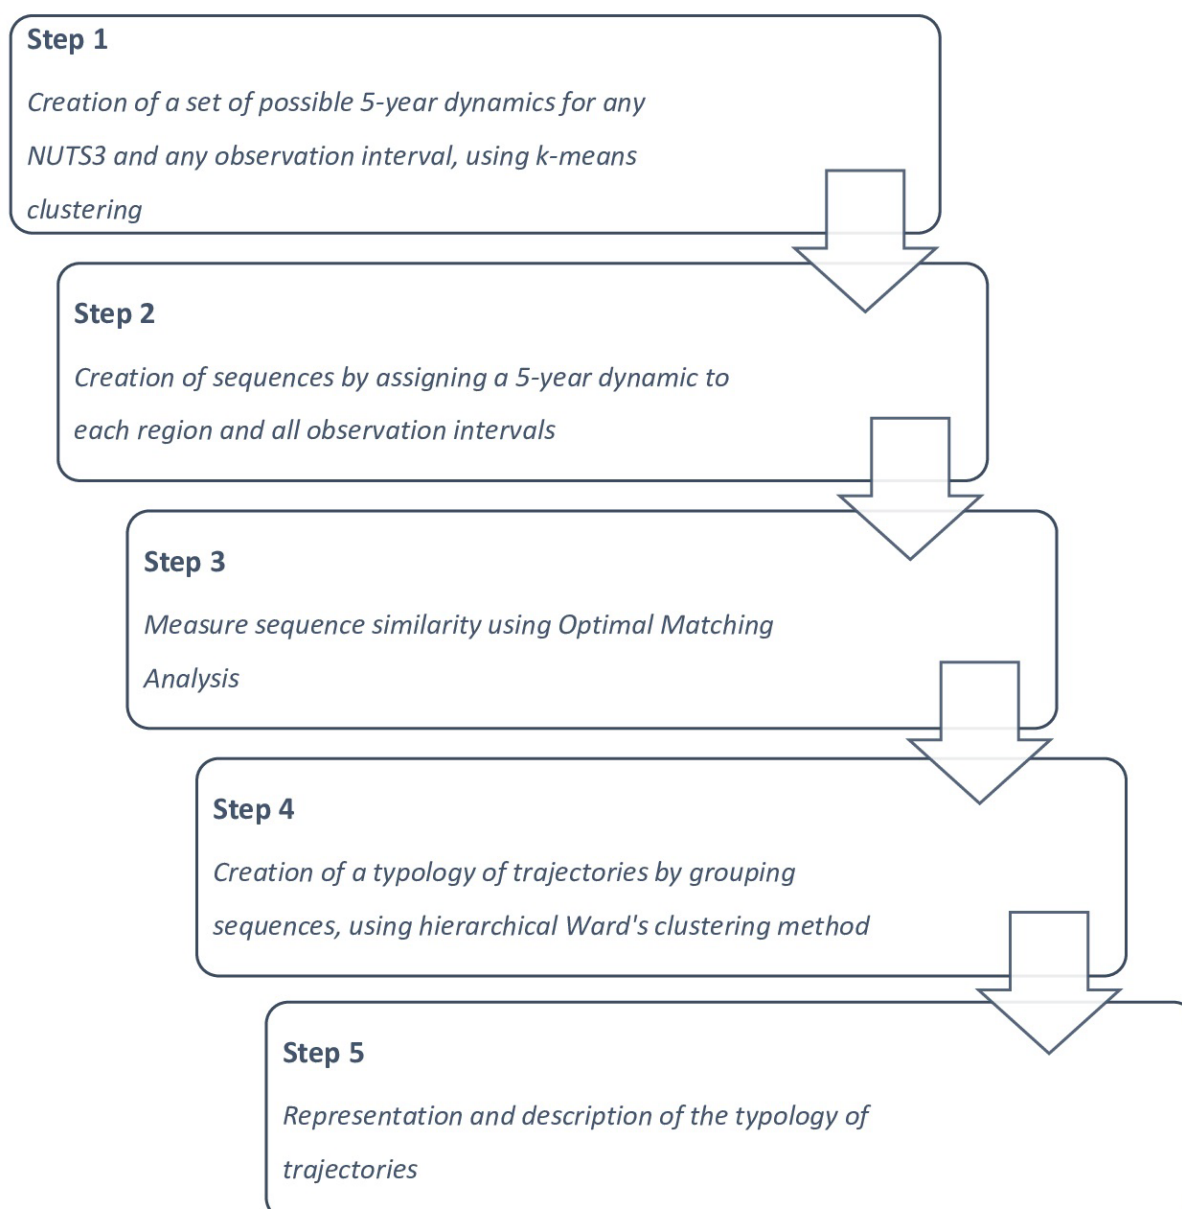 Step 1
Creation of a set of possible 5-year dynamics for any
NUTS3 and any observation interval, using k-means
clustering
Step 2
Creation of sequences by assigning a 5-year dynamic to
each region and all observation intervals
Step 3
Measure sequence similarity using Optimal Matching
Analysis
Step 4
Creation of a typology of trajectories by grouping
sequences, using hierarchical Ward's clustering method
Step 5
Representation and description of the typology of
trajectories